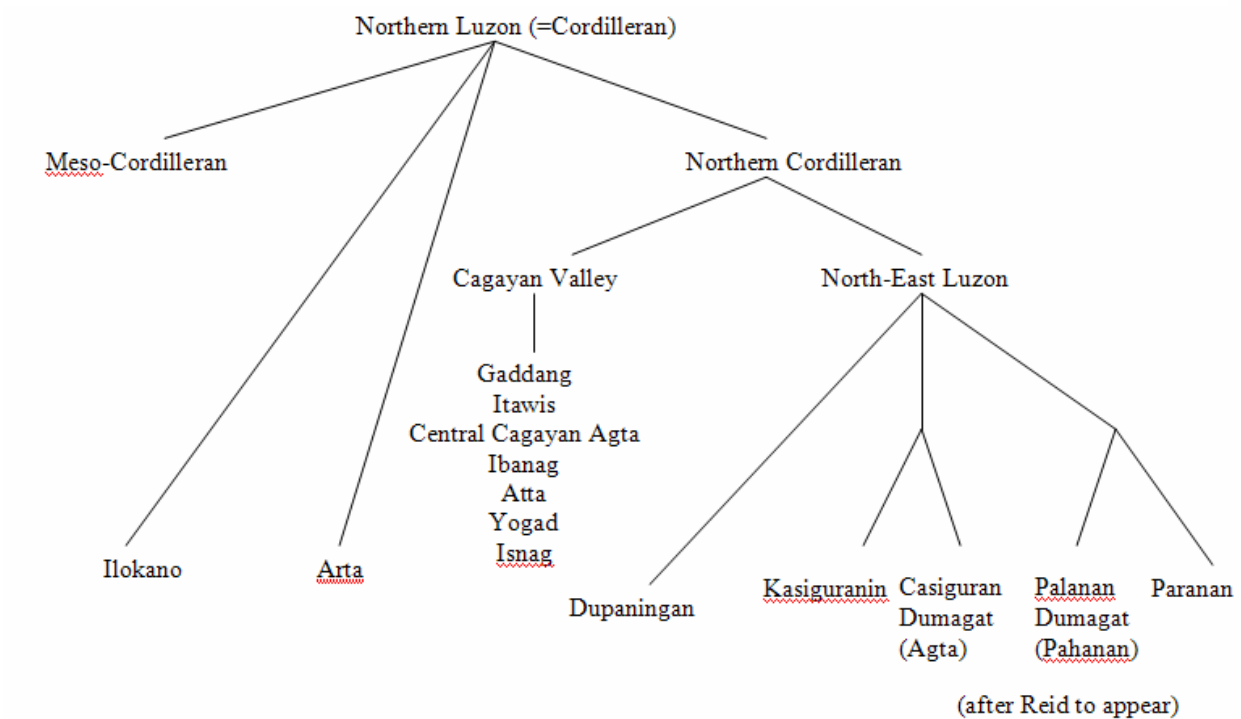 Northern Luzon (=Cordilleran)
Meso-Cordilleran
Northern Cordilleran
Cagayan Valley
North-East Luzon
Gaddang
Itawis
Central Cagayan Agta
Ibanag
Atta
Yogad
Isnag
Ilokano
Arta
Dupaningan
Kasiguranin
Casiguran
Dumagat
(Agta)
Palanan
Dumagat
(Pahanan)
Paranan
(after Reid to appear)